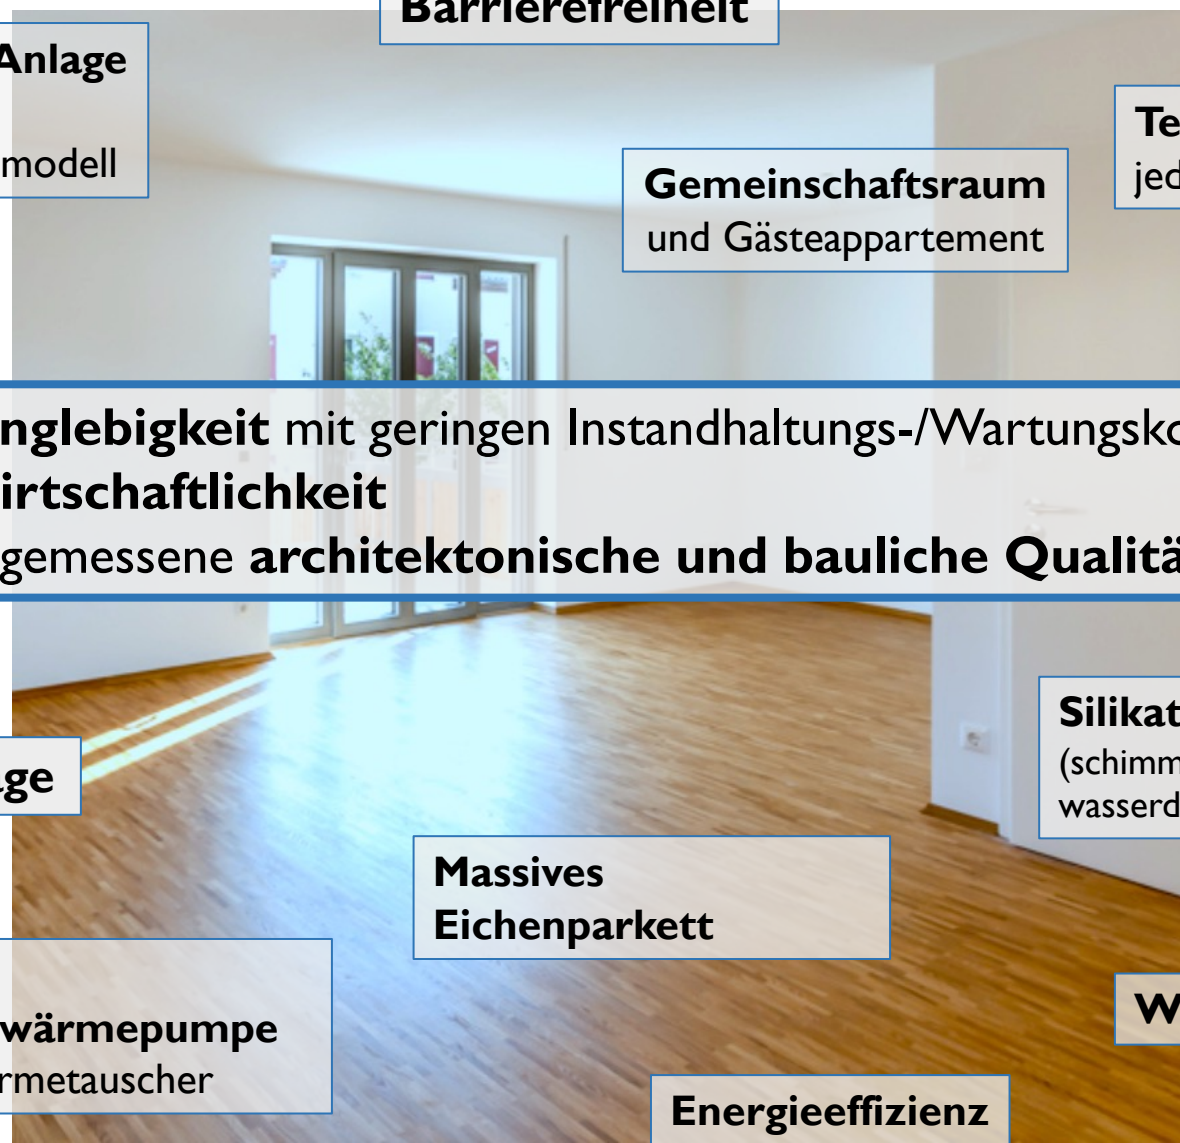 Barrierefreiheit
Anlage
modell
Gemeinschaftsraum
und Gästeappartement
Te
jed
nglebigkeit mit geringen Instandhaltungs-/Wartungsko
irtschaftlichkeit
gemessene architektonische und bauliche Qualitä
ge
Silikat
(schimm
wasserd
Massives
Eichenparkett
wärmepumpe
rmetauscher
W
Energieeffizienz